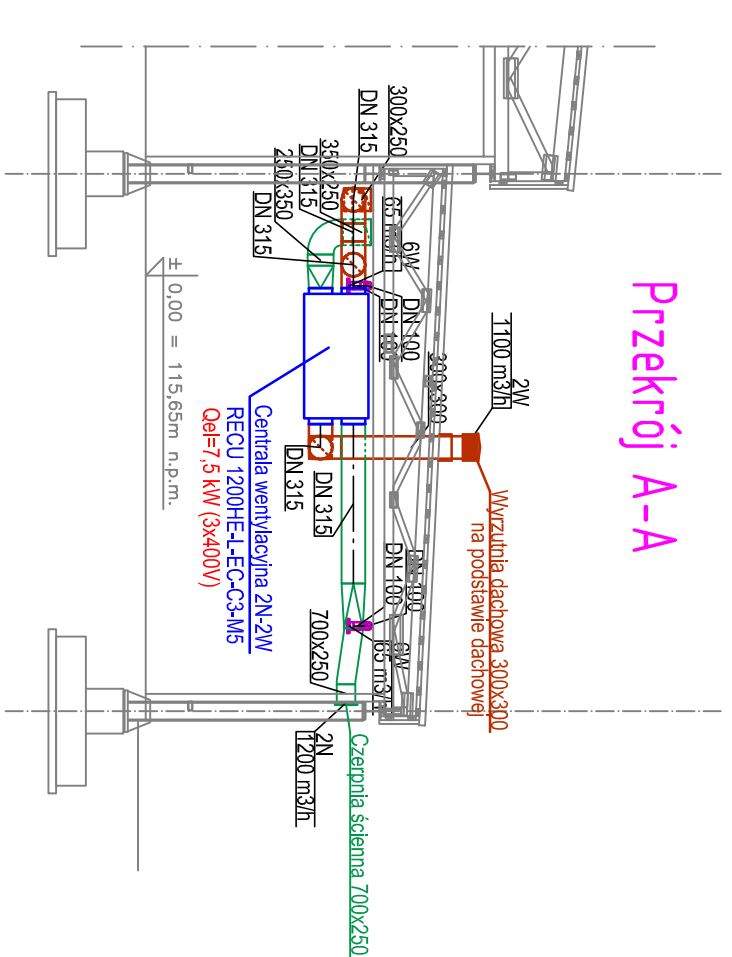 Przekrój A-A
2W
1100 m3/h
Wyrzutnia dachowa 300x300
na podstawie dachowej
300x250
DN 315
6W
65 m3/h
DN 100
DN 100
300x300
350x250
DN 315
250x350
DN 315
DN 100
DN 100
6W
65 m3/h
DN 315
DN 315
700x250
2N
1200 m3/h
Czerpnia ścienna 700x250
Centrala wentylacyjna 2N-2W
RECU 1200HE-L-EC-C3-M5
Qel=7,5 kW (3x400V)
± 0,00 = 115,65m n.p.m.